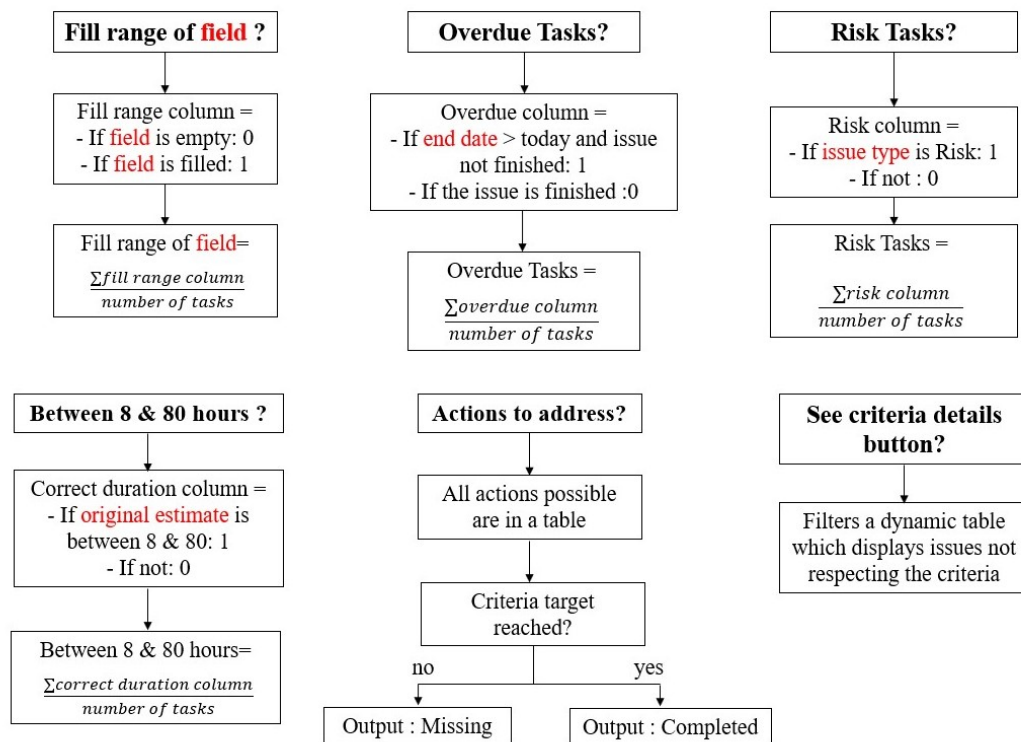 Fill range of field ?
Fill range column =
- If field is empty: 0
- If field is filled: 1
Fill range of field=
∑fill range column
number of tasks
Overdue Tasks?
Overdue column =
- If end date > today and issue
not finished: 1
- If the issue is finished :0
Overdue Tasks =
∑overdue column
number of tasks
Risk Tasks?
Risk column =
- If issue type is Risk: 1
- If not : 0
Risk Tasks =
∑risk column
number of tasks
Between 8 & 80 hours ?
Correct duration column =
- If original estimate is
between 8 & 80: 1
- If not: 0
Between 8 & 80 hours=
∑correct duration column
number of tasks
Actions to address?
All actions possible
are in a table
Criteria target
reached?
no
yes
Output : Missing
Output : Completed
See criteria details
button?
Filters a dynamic table
which displays issues not
respecting the criteria